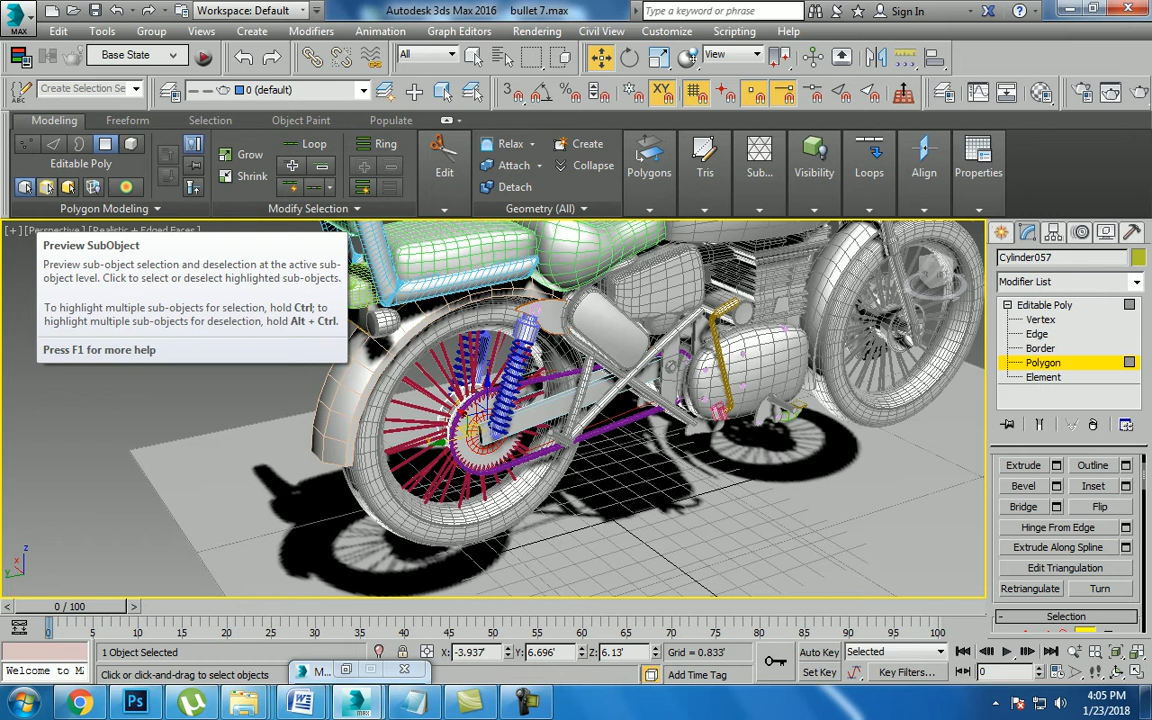 MAX
Workspace: Default
Autodesk 3ds Max 2016 bullet 7.max
Type a keyword or phrase
Sign In
Edit Tools Group Views Create Modifiers Animation Graph Editors Rendering Civil View Customize Scripting Help
Base State
All
View
ABC
Create Selection Se
0 (default)
3
XY
Modeling Freeform Selection Object Paint Populate
Editable Poly
Polygon Modeling
Grow
Shrink
Loop
Ring
Modify Selection
Edit
Relax
Create
Attach
Collapse
Detach
Geometry (All)
Polygons
Tris
Sub...
Visibility
Loops
Align
Properties
[+] [Perspective] [Realistic + Edged Faces]
Preview SubObject
Preview sub-object selection and deselection at the active sub-
object level. Click to select or deselect highlighted sub-objects.
To highlight multiple sub-objects for selection, hold Ctrl; to
highlight multiple sub-objects for deselection, hold Alt + Ctrl.
Press F1 for more help
z
x
y
Cylinder057
Modifier List
Editable Poly
Vertex
Edge
Border
Polygon
Element
Extrude Outline
Bevel Inset
Bridge Flip
Hinge From Edge
Extrude Along Spline
Edit Triangulation
Retriangulate Turn
- Selection
< 0 / 100 >
0 5 10 15 20 25 30 35 40 45 50 55 60 65 70 75 80 85 90 95 100
1 Object Selected
X: -3.937' Y: 6.696' Z: 6.13' Grid = 0.833'
Auto Key Selected
Welcome to M
M...
Click or click-and-drag to select objects
Add Time Tag
Set Key Key Filters...
0
Ps
W
MAX
4:05 PM
1/23/2018